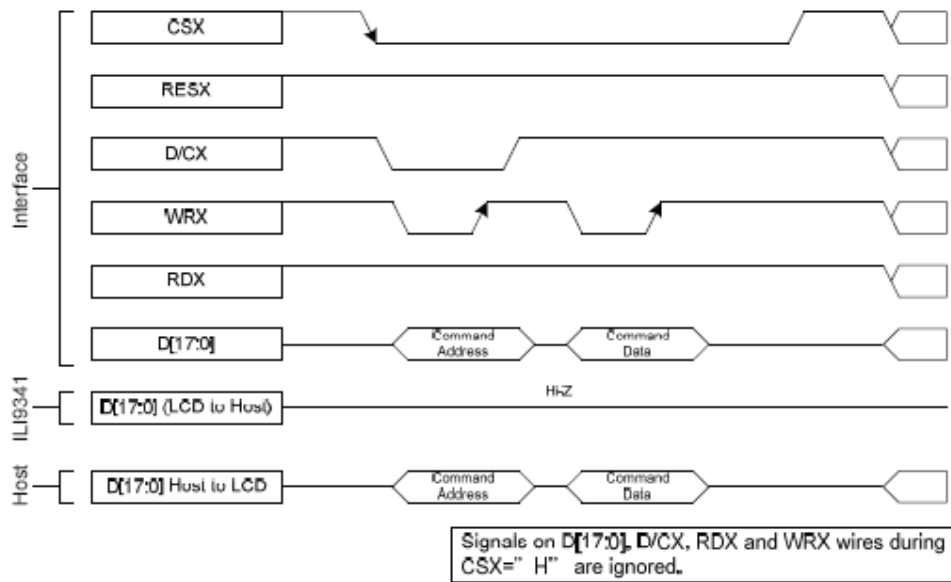 CSX
RESX
D/CX
WRX
RDX
D[17:0]
Command
Address
Command
Data
Interface
D[17:0] (LCD to Host)
Hi-Z
ILI9341
D[17:0] Host to LCD
Command
Address
Command
Data
Host
Signals on D[17:0], D/CX, RDX and WRX wires during
CSX=" H" are ignored.